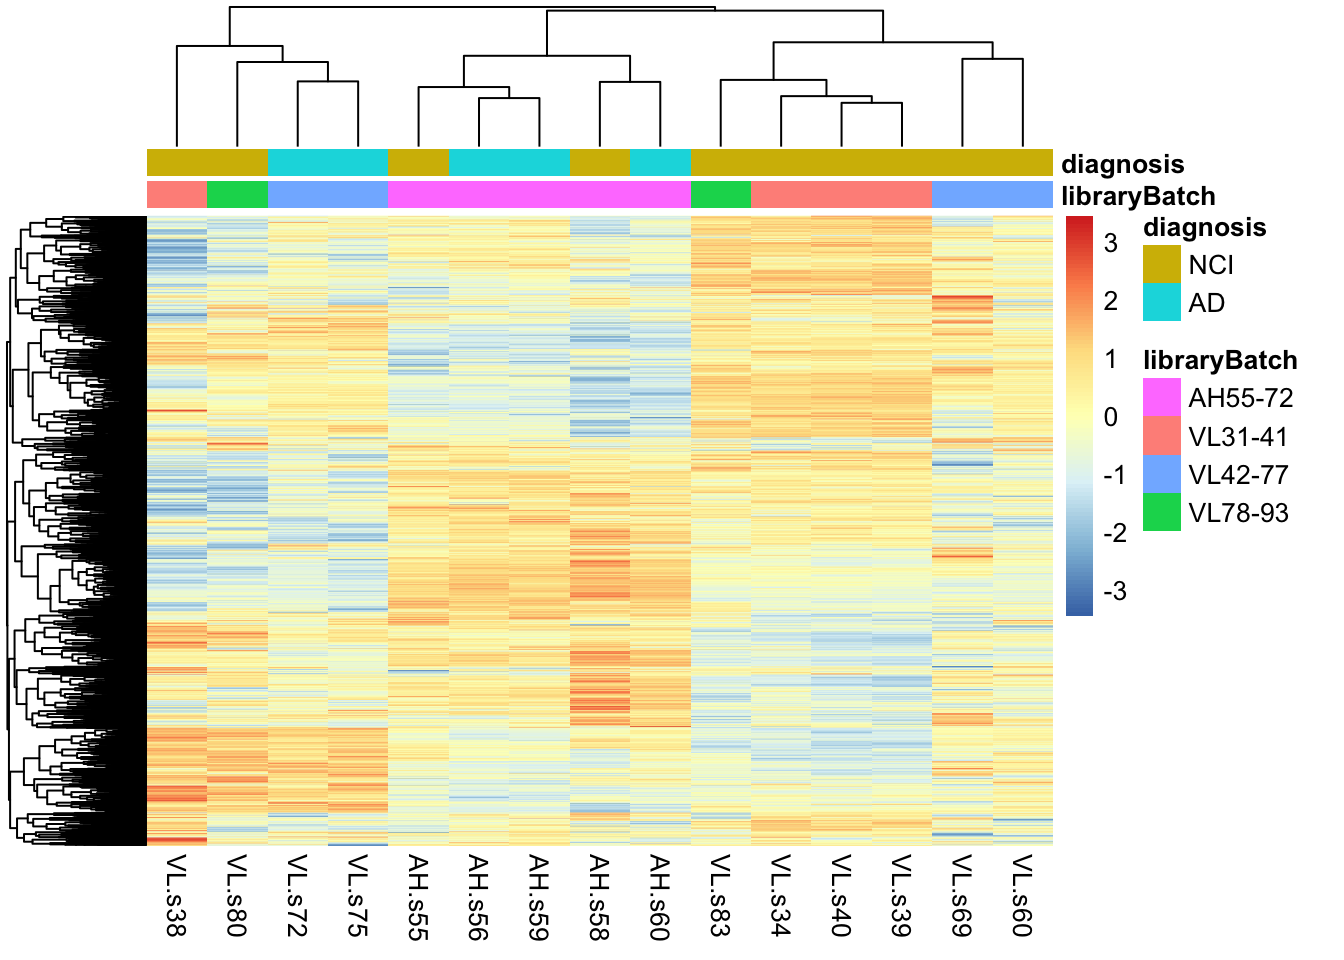 diagnosis
libraryBatch
3
2
1
0
-1
-2
-3
diagnosis
NCI
AD
libraryBatch
AH55-72
VL31-41
VL42-77
VL78-93
VL.s38
VL.s80
VL.s72
VL.s75
AH.s55
AH.s56
AH.s59
AH.s58
AH.s60
VL.s83
VL.s34
VL.s40
VL.s39
VL.s69
VL.s60